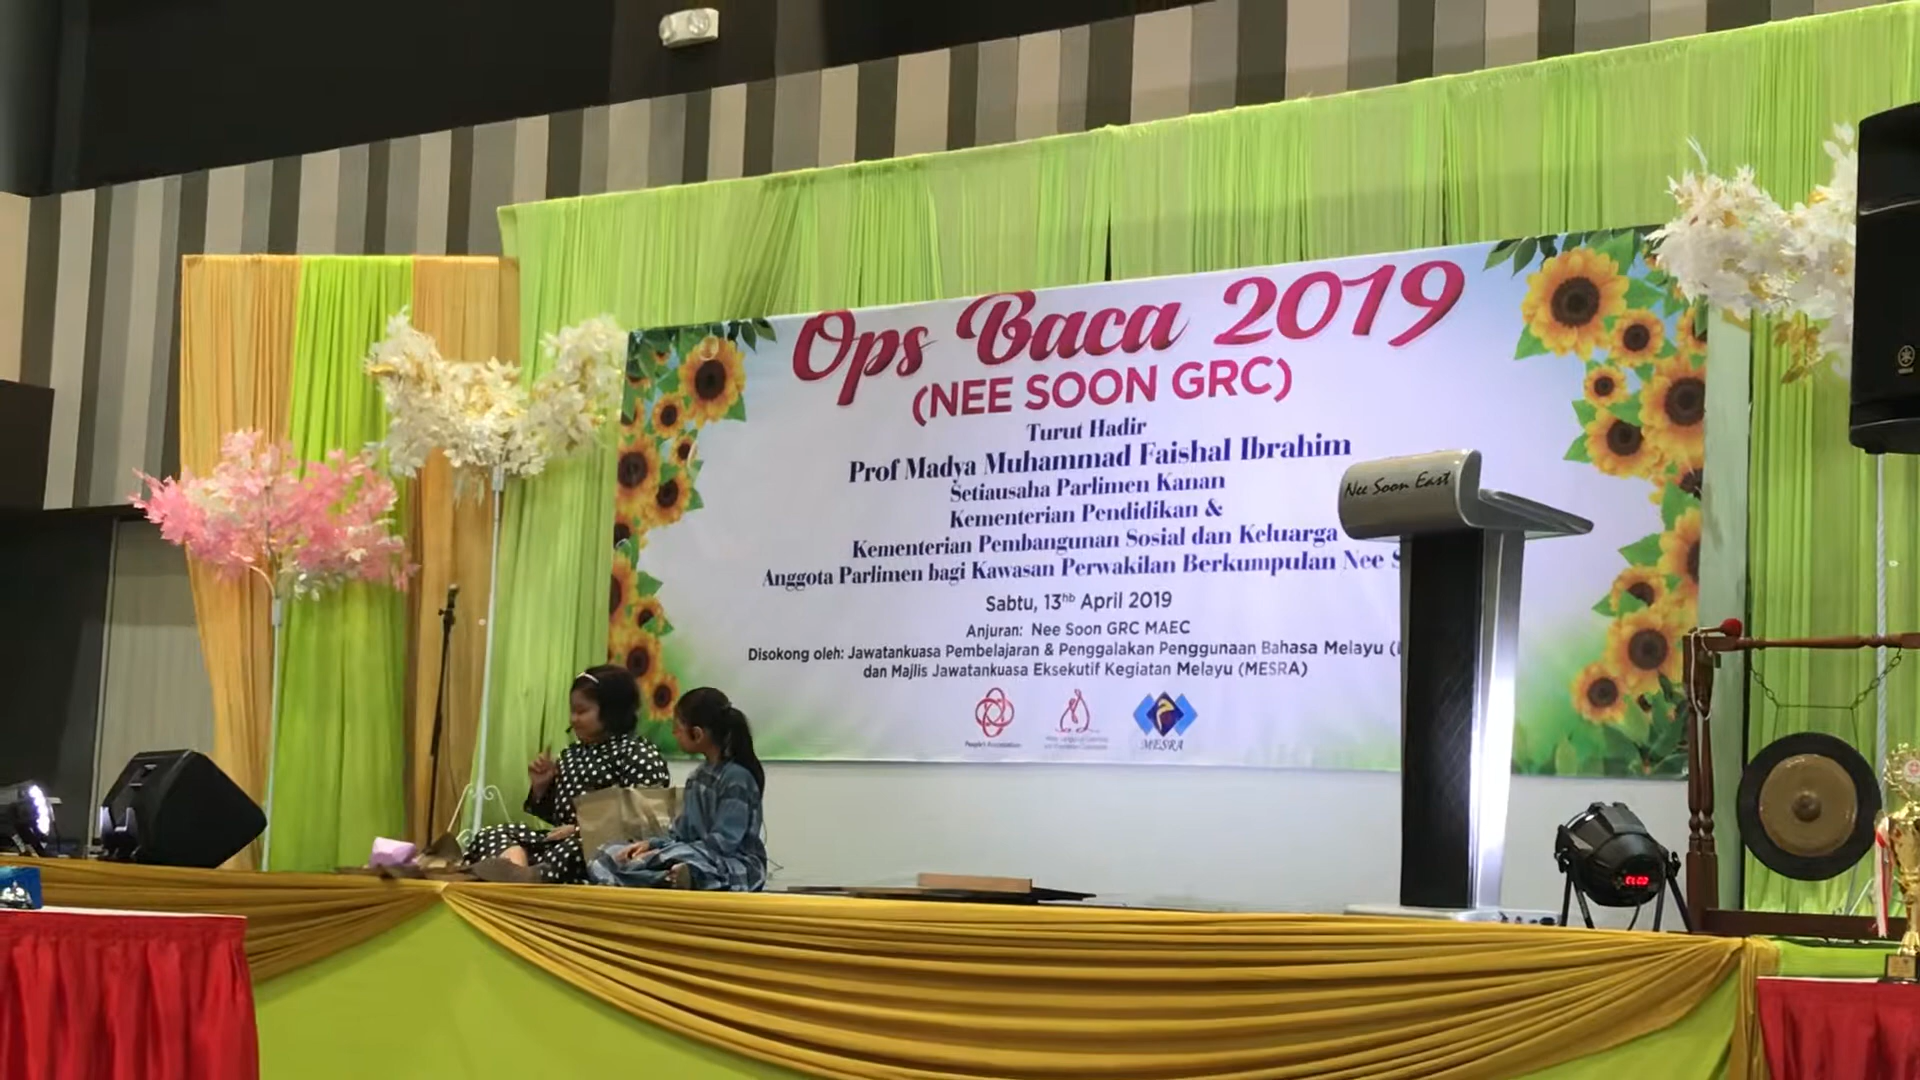 Ops Baca 2019
(NEE SOON GRC)
Turut Hadir
Prof Madya Muhammad Faishal Ibrahim
Setiausaha Parlimen Kanan
Kementerian Pendidikan &
Kementerian Pembangunan Sosial dan Keluarga
Anggota Parlimen bagi Kawasan Perwakilan Berkumpulan Nee S
Sabtu, 13hb April 2019
Anjuran: Nee Soon GRC MAEC
Disokong oleh: Jawatankuasa Pembelajaran & Penggalakan Penggunaan Bahasa Melayu (
dan Majlis Jawatankuasa Eksekutif Kegiatan Melayu (MESRA)
People's Association
MESRA
Nee Soon East
YAMAHA